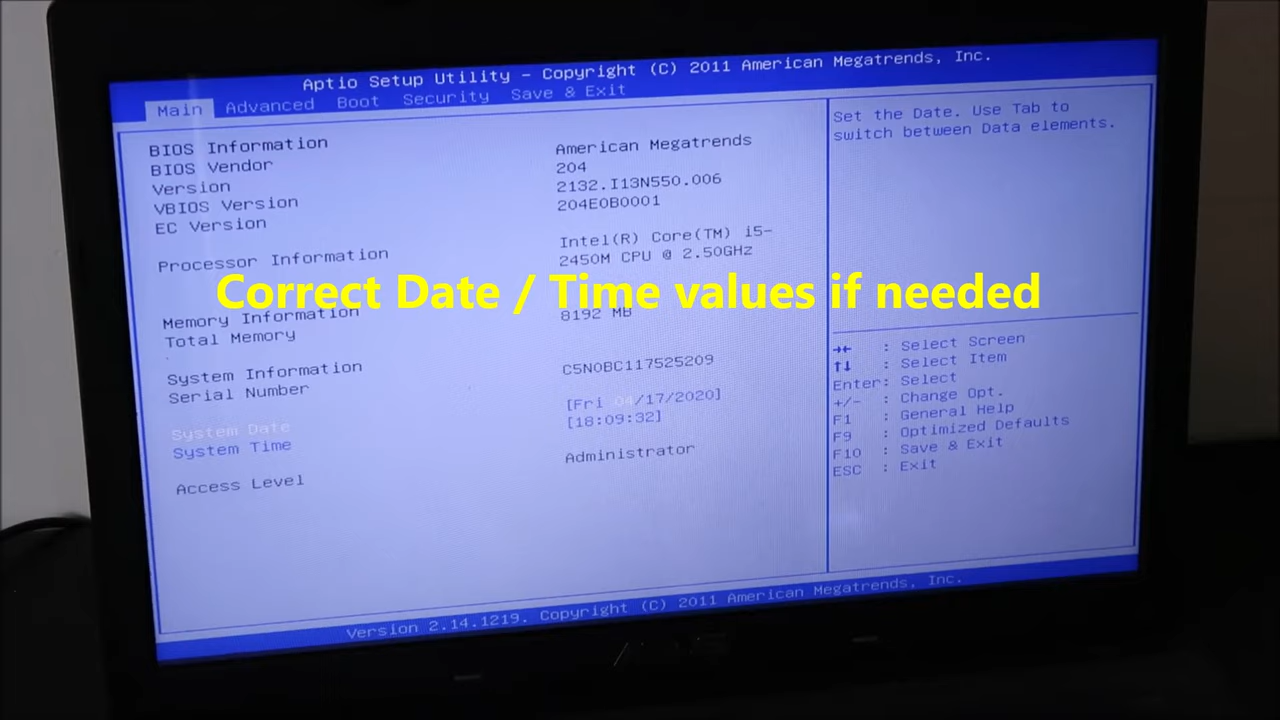 Aptio Setup Utility – Copyright (C) 2011 American Megatrends, Inc.
Main Advanced Boot Security Save & Exit
BIOS Information
BIOS Vendor American Megatrends
Version 204
VBIOS Version 2132.I13N550.006
EC Version 204E0B0001
Processor Information Intel(R) Core(TM) i5-
2450M CPU @ 2.50GHz
Correct Date / Time values if needed
Memory Information
Total Memory 8192 MB
System Information
Serial Number C5N0BC117525209
System Date [Fri 04/17/2020]
System Time [18:09:32]
Access Level Administrator
Set the Date. Use Tab to
switch between Data elements.
→← : Select Screen
↑↓ : Select Item
Enter: Select
+/- : Change Opt.
F1 : General Help
F9 : Optimized Defaults
F10 : Save & Exit
ESC : Exit
Version 2.14.1219. Copyright (C) 2011 American Megatrends, Inc.